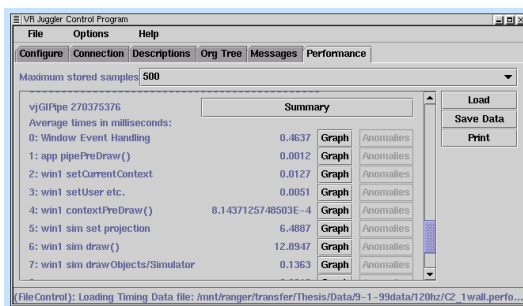 VR Juggler Control Program
File Options Help
Configure Connection Descriptions Org Tree Messages Performance
Maximum stored samples 500
vjGlPipe 270375376 Summary
Average times in milliseconds:
0: Window Event Handling 0.4637 Graph Anomalies
1: app pipePreDraw() 0.0012 Graph Anomalies
2: win1 setCurrentContext 0.0127 Graph Anomalies
3: win1 setUser etc. 0.0051 Graph Anomalies
4: win1 contextPreDraw() 8.1437125748503E-4 Graph Anomalies
5: win1 sim set projection 6.4887 Graph Anomalies
6: win1 sim draw() 12.8947 Graph Anomalies
7: win1 sim drawObjects/Simulator 0.1363 Graph Anomalies
Load
Save Data
Print
(FileControl): Loading Timing Data file: /mnt/ranger/transfer/Thesis/Data/9-1-99data/120hz/C2_1wall.perfo...